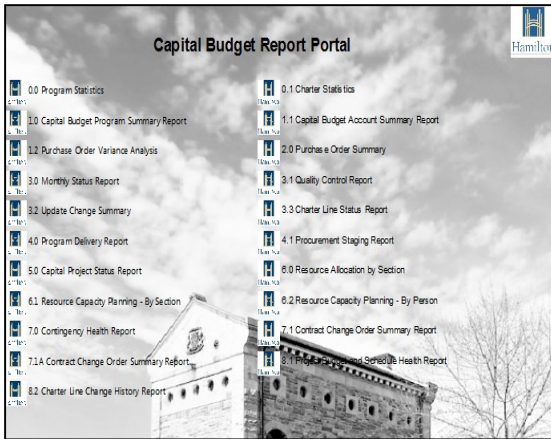 Capital Budget Report Portal
Hamilton
0.0 Program Statistics
0.1 Charter Statistics
1.0 Capital Budget Program Summary Report
1.1 Capital Budget Account Summary Report
1.2 Purchase Order Variance Analysis
2.0 Purchase Order Summary
3.0 Monthly Status Report
3.1 Quality Control Report
3.2 Update Change Summary
3.3 Charter Line Status Report
4.0 Program Delivery Report
4.1 Procurement Staging Report
5.0 Capital Project Status Report
6.0 Resource Allocation by Section
6.1 Resource Capacity Planning - By Section
6.2 Resource Capacity Planning - By Person
7.0 Contingency Health Report
7.1 Contract Change Order Summary Report
7.1A Contract Change Order Summary Report
8.1 Project Budget and Schedule Health Report
8.2 Charter Line Change History Report